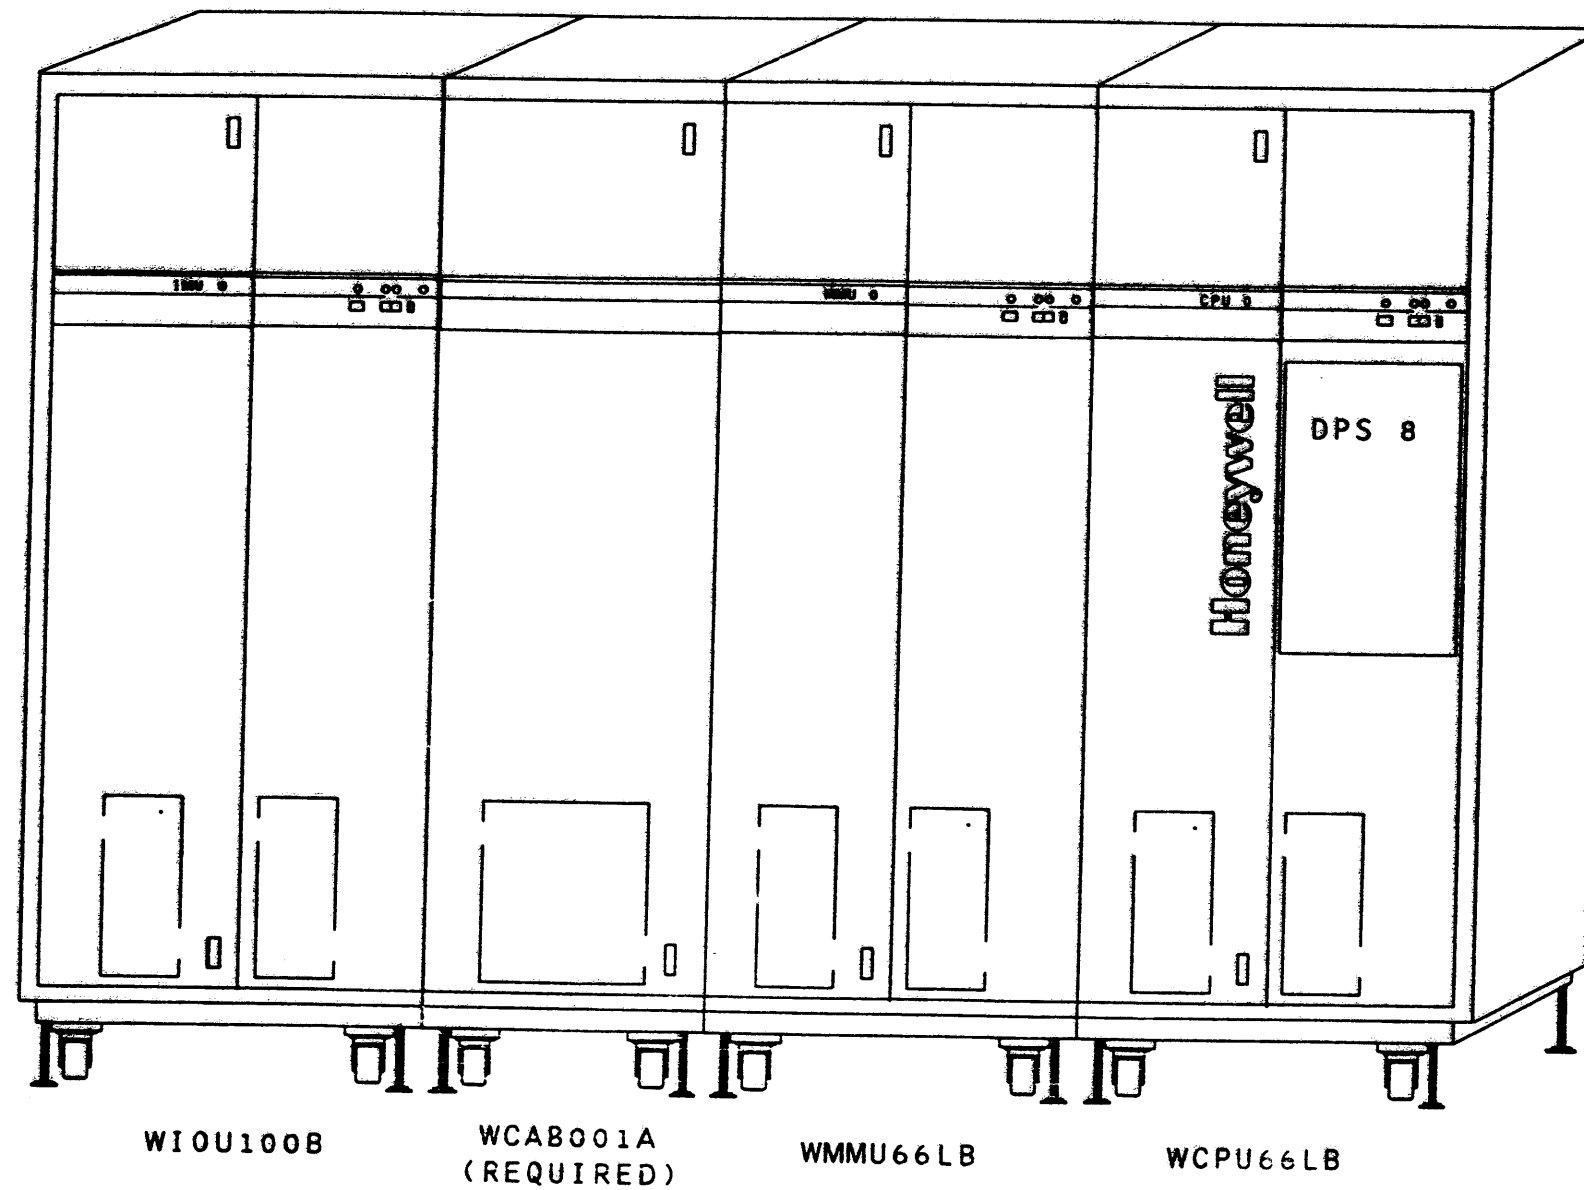 CPU 0
Honeywell
DPS 8
WIOU100B
WCAB001A
(REQUIRED)
WMMU66LB
WCPU66LB